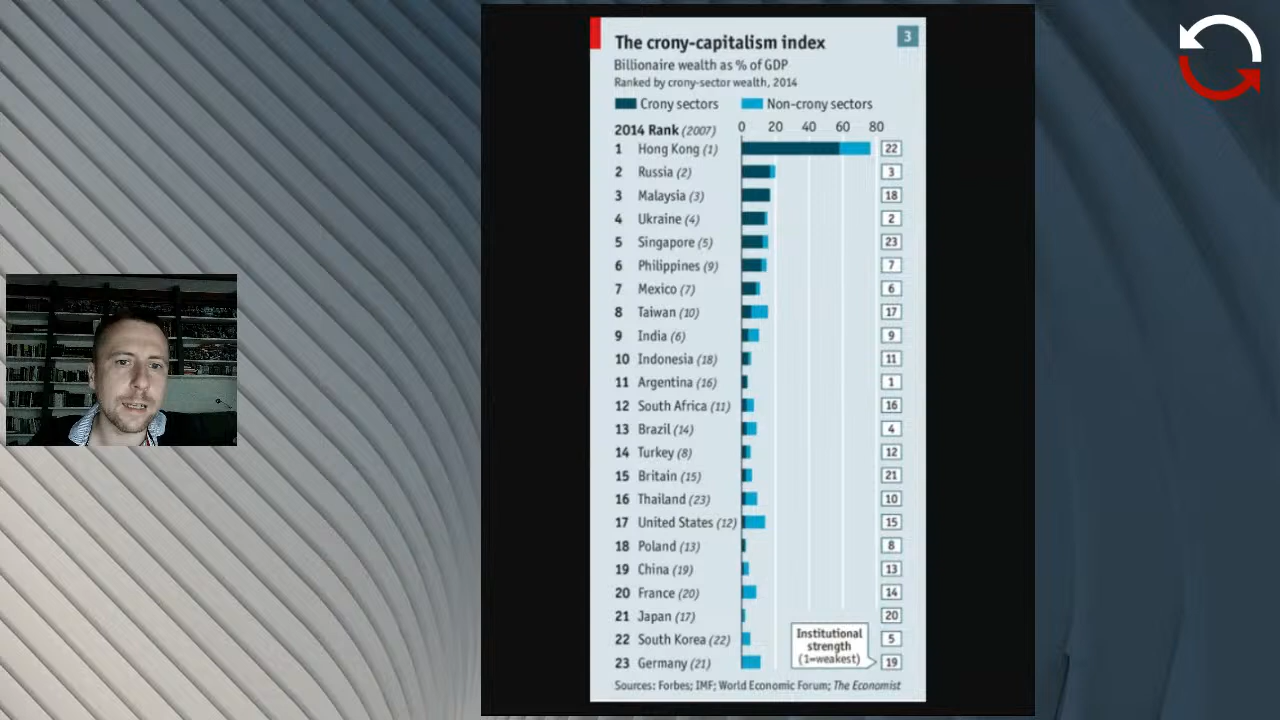 The crony-capitalism index 3
Billionaire wealth as % of GDP
Ranked by crony-sector wealth, 2014
Crony sectors Non-crony sectors
2014 Rank (2007) 0 20 40 60 80
1 Hong Kong (1) 22
2 Russia (2) 3
3 Malaysia (3) 18
4 Ukraine (4) 2
5 Singapore (5) 23
6 Philippines (9) 7
7 Mexico (7) 6
8 Taiwan (10) 17
9 India (6) 9
10 Indonesia (18) 11
11 Argentina (16) 1
12 South Africa (11) 16
13 Brazil (14) 4
14 Turkey (8) 12
15 Britain (15) 21
16 Thailand (23) 10
17 United States (12) 15
18 Poland (13) 8
19 China (19) 13
20 France (20) 14
21 Japan (17) 20
22 South Korea (22) 5
23 Germany (21) 19
Institutional
strength
(1=weakest)
Sources: Forbes; IMF; World Economic Forum; The Economist